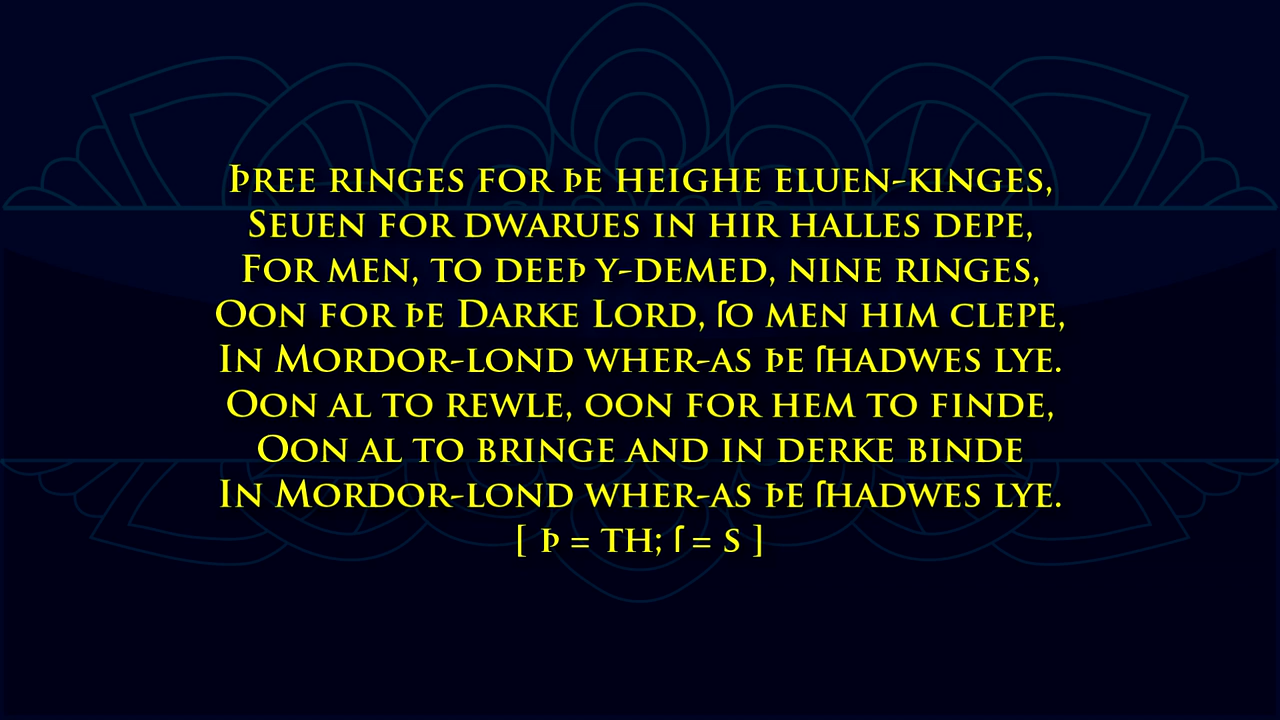 Þree ringes for þe heighe eluen-kinges,
Seuen for dwarues in hir halles depe,
For men, to deeþ y-demed, nine ringes,
Oon for þe Darke Lord, ſo men him clepe,
In Mordor-lond wher-as þe ſhadwes lye.
Oon al to rewle, oon for hem to finde,
Oon al to bringe and in derke binde
In Mordor-lond wher-as þe ſhadwes lye.
[ þ = th; ſ = s ]